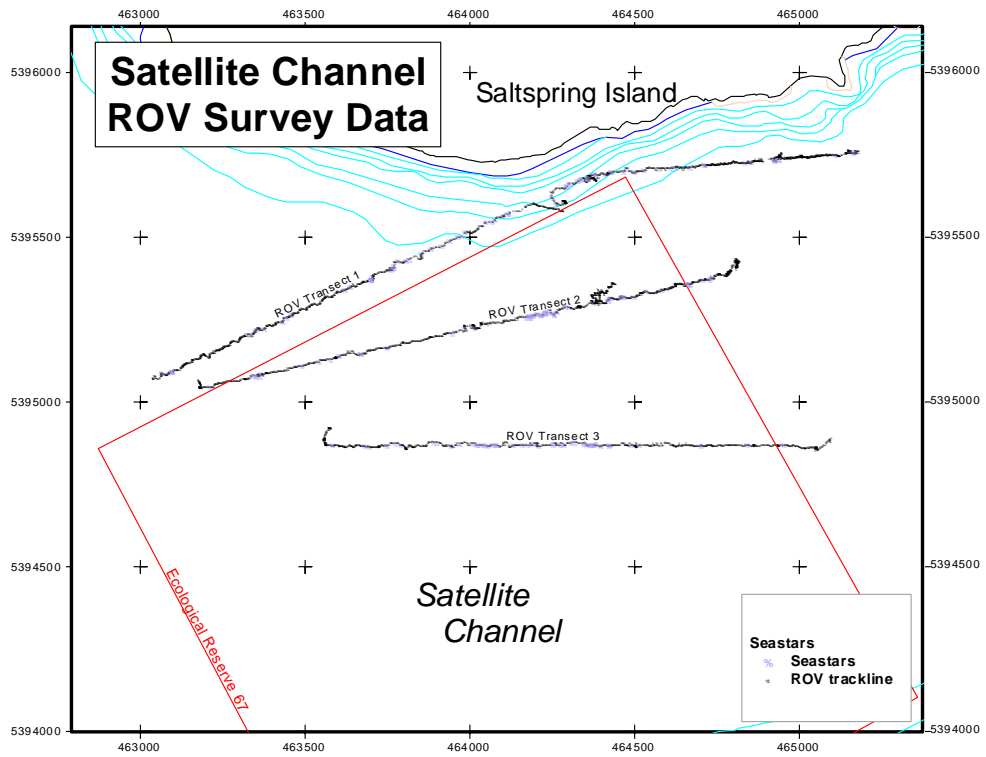 463000 463500 464000 464500 465000
Satellite Channel
ROV Survey Data
Saltspring Island
5396000 5396000
5395500 5395500
ROV Transect 1
ROV Transect 2
5395000 5395000
ROV Transect 3
5394500 5394500
Ecological Reserve 67
Satellite
Channel
Seastars
% Seastars
ROV trackline
5394000 5394000
463000 463500 464000 464500 465000